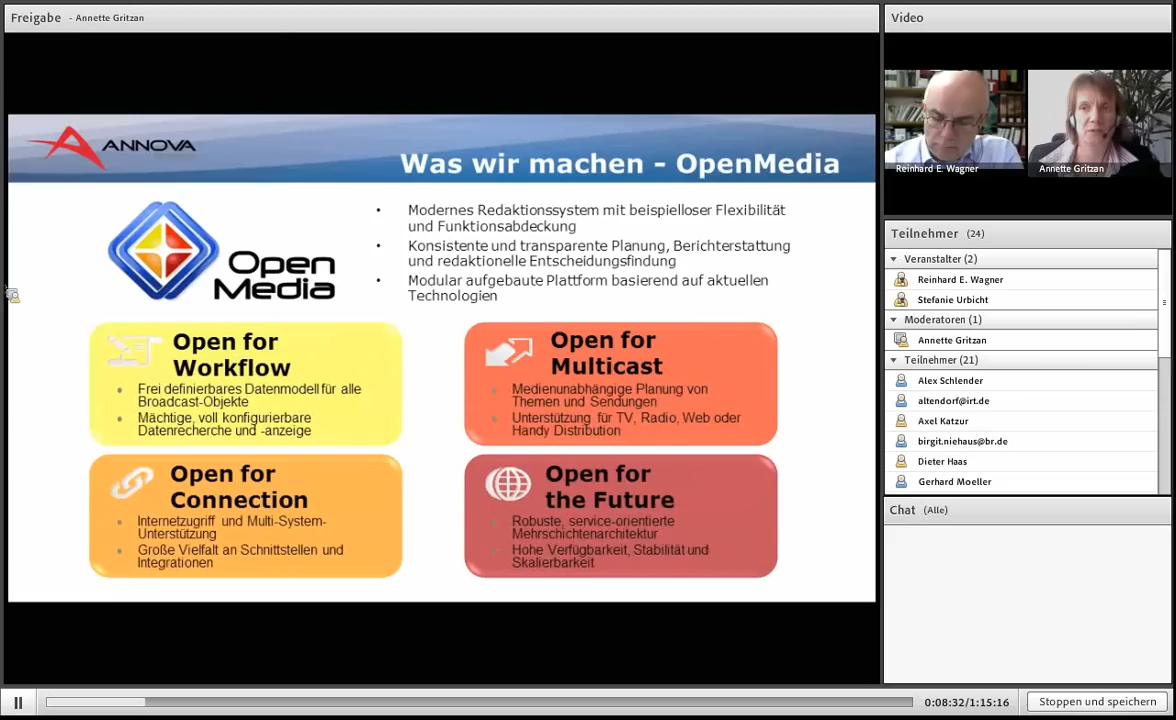 Freigabe - Annette Gritzan
ANNOVA
Was wir machen - OpenMedia
Open
Media
• Modernes Redaktionssystem mit beispielloser Flexibilität
und Funktionsabdeckung
• Konsistente und transparente Planung, Berichterstattung
und redaktionelle Entscheidungsfindung
• Modular aufgebaute Plattform basierend auf aktuellen
Technologien
Open for
Workflow
• Frei definierbares Datenmodell für alle
Broadcast-Objekte
• Mächtige, voll konfigurierbare
Datenrecherche und -anzeige
Open for
Multicast
• Medienunabhängige Planung von
Themen und Sendungen
• Unterstützung für TV, Radio, Web oder
Handy Distribution
Open for
Connection
• Internetzugriff und Multi-System-
Unterstützung
• Große Vielfalt an Schnittstellen und
Integrationen
Open for
the Future
• Robuste, service-orientierte
Mehrschichtenarchitektur
• Hohe Verfügbarkeit, Stabilität und
Skalierbarkeit
Video
Reinhard E. Wagner
Annette Gritzan
Teilnehmer (24)
Veranstalter (2)
Reinhard E. Wagner
Stefanie Urbicht
Moderatoren (1)
Annette Gritzan
Teilnehmer (21)
Alex Schlender
altendorf@irt.de
Axel Katzur
birgit.niehaus@br.de
Dieter Haas
Gerhard Moeller
Chat (Alle)
0:08:32/1:15:16
Stoppen und speichern